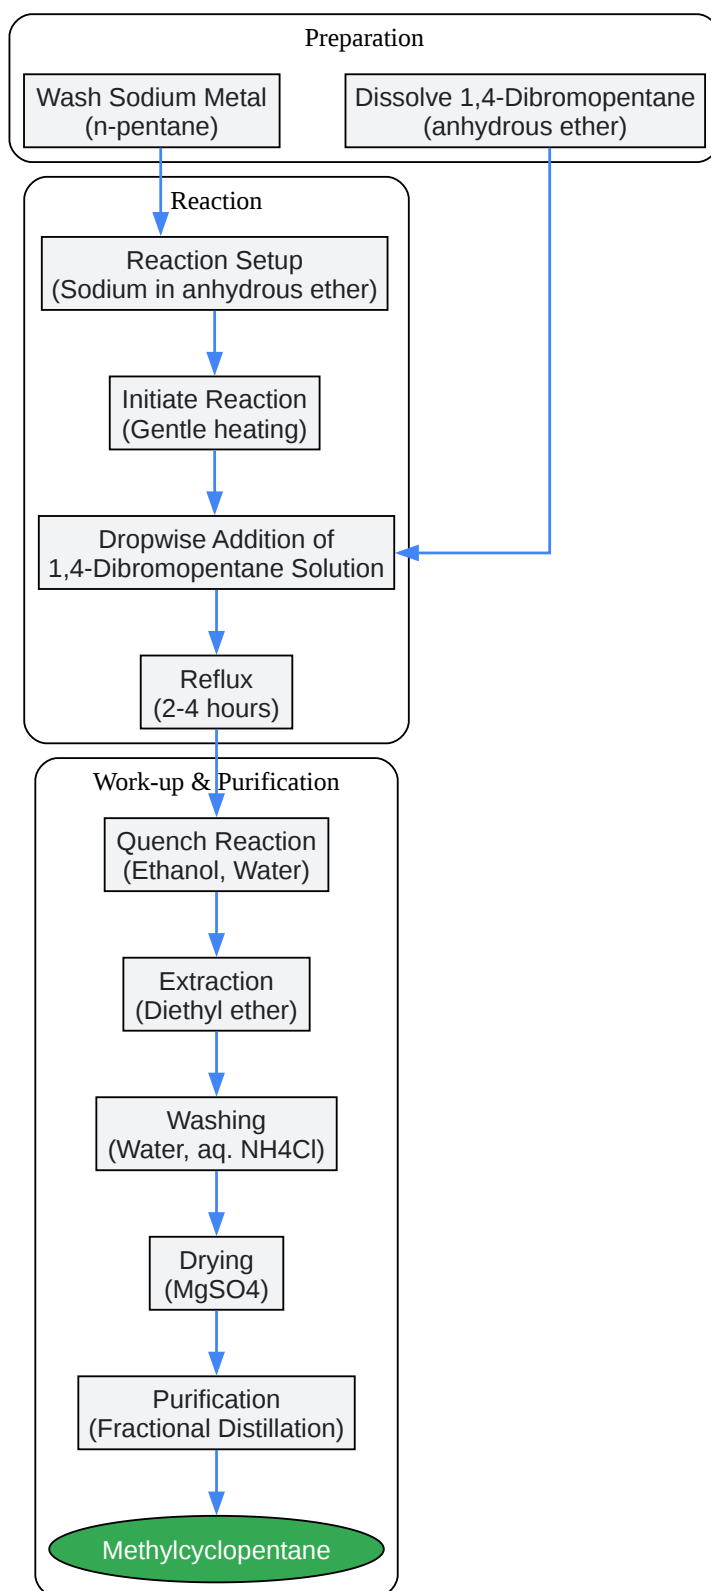 Preparation
Wash Sodium Metal
(n-pentane)
Dissolve 1,4-Dibromopentane
(anhydrous ether)
Reaction
Reaction Setup
(Sodium in anhydrous ether)
Initiate Reaction
(Gentle heating)
Dropwise Addition of
1,4-Dibromopentane Solution
Reflux
(2-4 hours)
Work-up & Purification
Quench Reaction
(Ethanol, Water)
Extraction
(Diethyl ether)
Washing
(Water, aq. NH4Cl)
Drying
(MgSO4)
Purification
(Fractional Distillation)
Methylcyclopentane